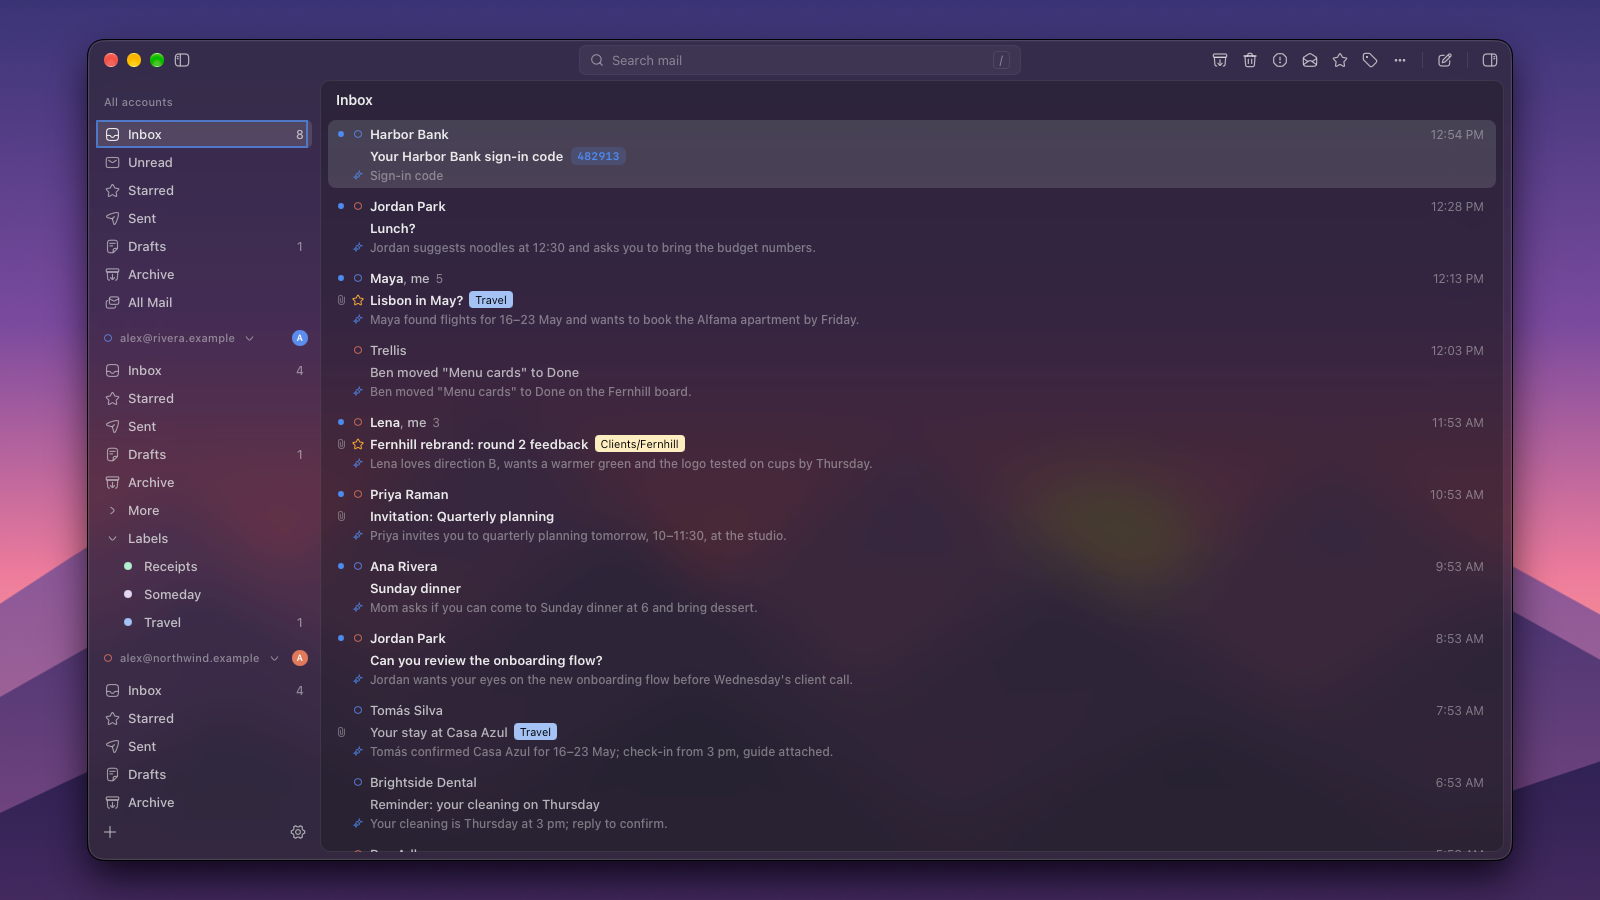 Search mail /
All accounts
Inbox 8
Unread
Starred
Sent
Drafts 1
Archive
All Mail
alex@rivera.example A
Inbox 4
Starred
Sent
Drafts 1
Archive
More
Labels
Receipts
Someday
Travel 1
alex@northwind.example A
Inbox 4
Starred
Sent
Drafts
Archive
Inbox
Harbor Bank 12:54 PM
Your Harbor Bank sign-in code 482913
Sign-in code
Jordan Park 12:28 PM
Lunch?
Jordan suggests noodles at 12:30 and asks you to bring the budget numbers.
Maya, me 5 12:13 PM
Lisbon in May? Travel
Maya found flights for 16–23 May and wants to book the Alfama apartment by Friday.
Trellis 12:03 PM
Ben moved "Menu cards" to Done
Ben moved "Menu cards" to Done on the Fernhill board.
Lena, me 3 11:53 AM
Fernhill rebrand: round 2 feedback Clients/Fernhill
Lena loves direction B, wants a warmer green and the logo tested on cups by Thursday.
Priya Raman 10:53 AM
Invitation: Quarterly planning
Priya invites you to quarterly planning tomorrow, 10–11:30, at the studio.
Ana Rivera 9:53 AM
Sunday dinner
Mom asks if you can come to Sunday dinner at 6 and bring dessert.
Jordan Park 8:53 AM
Can you review the onboarding flow?
Jordan wants your eyes on the new onboarding flow before Wednesday's client call.
Tomás Silva 7:53 AM
Your stay at Casa Azul Travel
Tomás confirmed Casa Azul for 16–23 May; check-in from 3 pm, guide attached.
Brightside Dental 6:53 AM
Reminder: your cleaning on Thursday
Your cleaning is Thursday at 3 pm; reply to confirm.